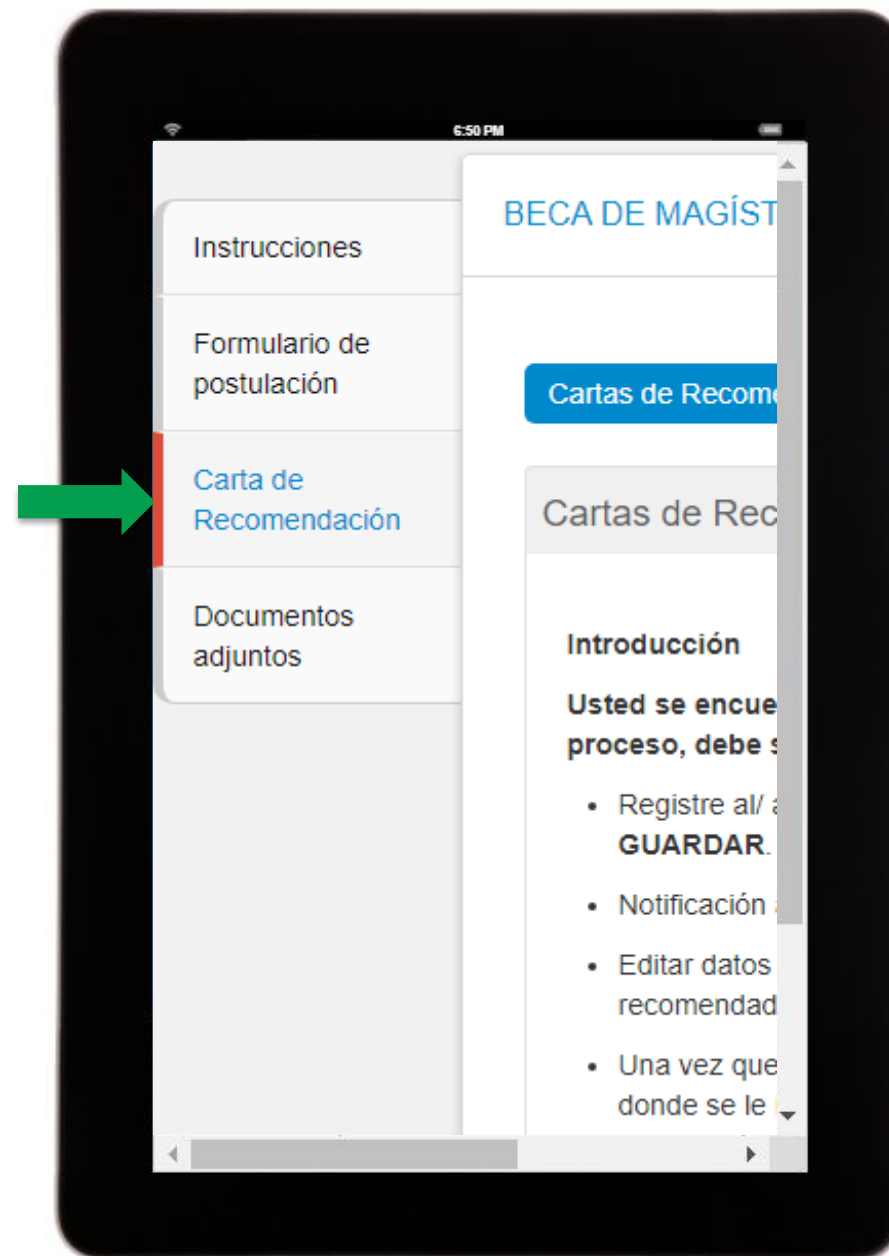 6:50 PM
Instrucciones
Formulario de
postulación
Carta de
Recomendación
Documentos
adjuntos
BECA DE MAGÍST
Cartas de Recome
Cartas de Rec
Introducción
Usted se encue
proceso, debe s
• Registre al/ a
GUARDAR.
• Notificación a
• Editar datos
recomendad
• Una vez que
donde se le